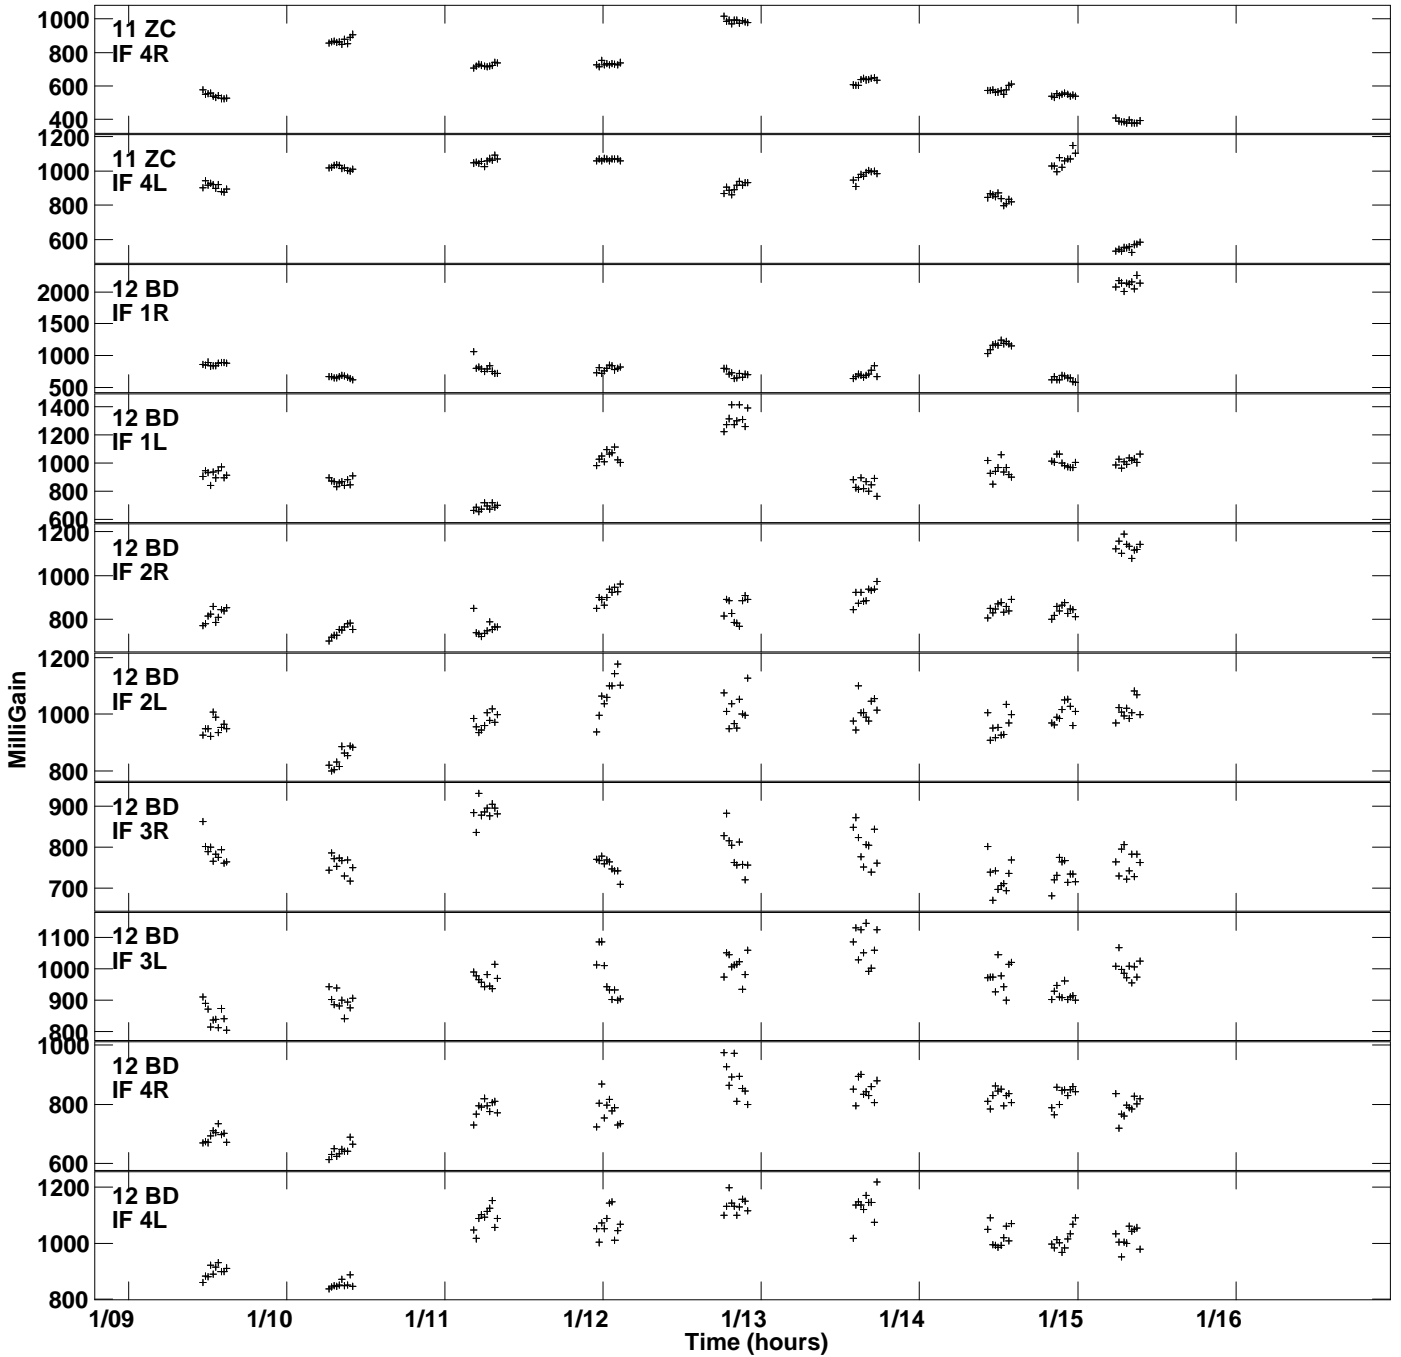 11 ZC
IF 4R
1000
800
600
400
11 ZC
IF 4L
1200
1000
800
600
12 BD
IF 1R
2000
1500
1000
500
12 BD
IF 1L
1400
1200
1000
800
600
12 BD
IF 2R
1200
1000
800
12 BD
IF 2L
1200
1000
800
12 BD
IF 3R
900
800
700
12 BD
IF 3L
1100
1000
900
800
12 BD
IF 4R
1000
800
600
12 BD
IF 4L
1200
1000
800
MilliGain
1/09 1/10 1/11 1/12 1/13 1/14 1/15 1/16
Time (hours)